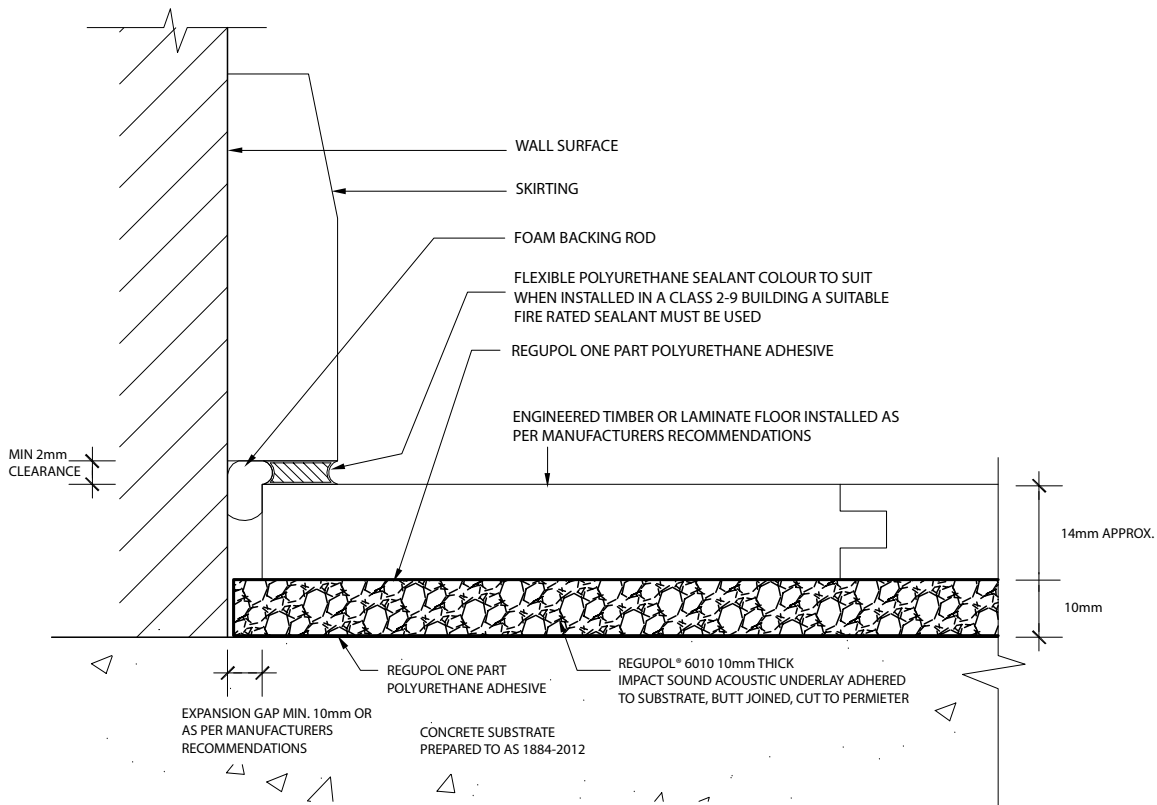 WALL SURFACE
SKIRTING
FOAM BACKING ROD
FLEXIBLE POLYURETHANE SEALANT COLOUR TO SUIT
WHEN INSTALLED IN A CLASS 2-9 BUILDING A SUITABLE
FIRE RATED SEALANT MUST BE USED
REGUPOL ONE PART POLYURETHANE ADHESIVE
ENGINEERED TIMBER OR LAMINATE FLOOR INSTALLED AS
PER MANUFACTURERS RECOMMENDATIONS
MIN 2mm
CLEARANCE
14mm APPROX.
10mm
REGUPOL ONE PART
POLYURETHANE ADHESIVE
REGUPOL® 6010 10mm THICK
IMPACT SOUND ACOUSTIC UNDERLAY ADHERED
TO SUBSTRATE, BUTT JOINED, CUT TO PERMIETER
EXPANSION GAP MIN. 10mm OR
AS PER MANUFACTURERS
RECOMMENDATIONS
CONCRETE SUBSTRATE
PREPARED TO AS 1884-2012